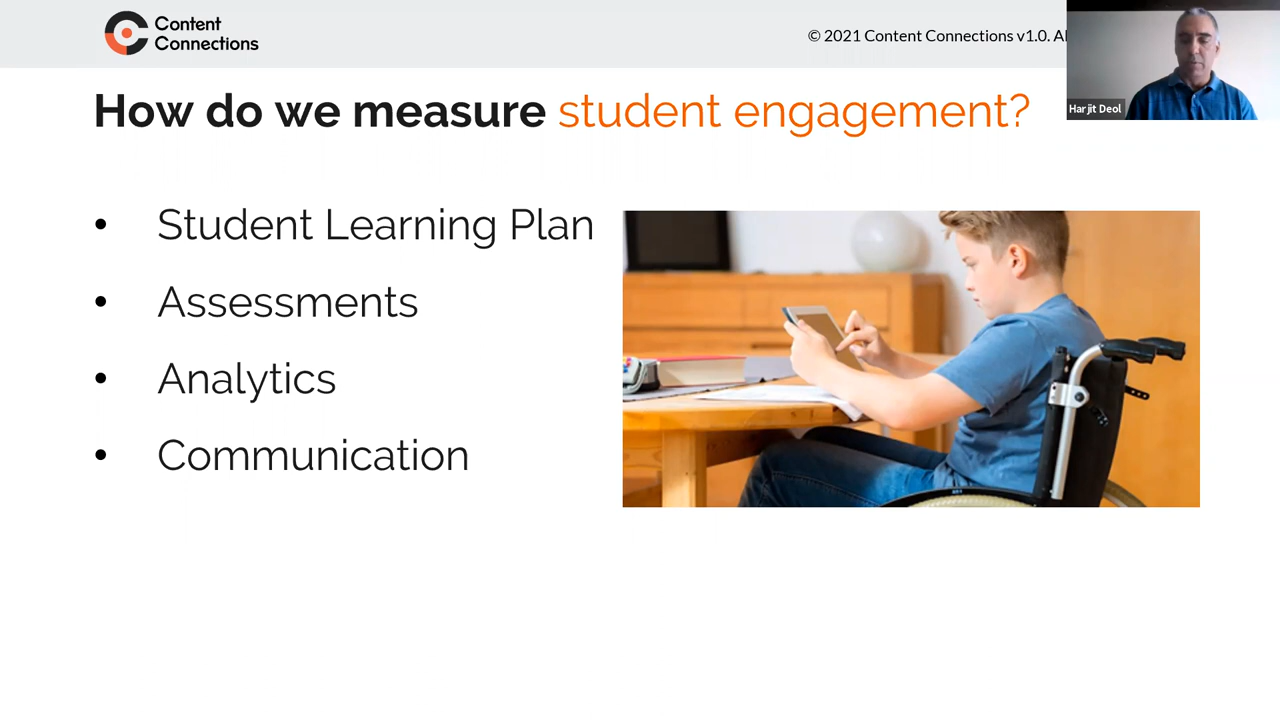 Content
Connections
© 2021 Content Connections v1.0.
Harjit Deol
How do we measure student engagement?
• Student Learning Plan
• Assessments
• Analytics
• Communication